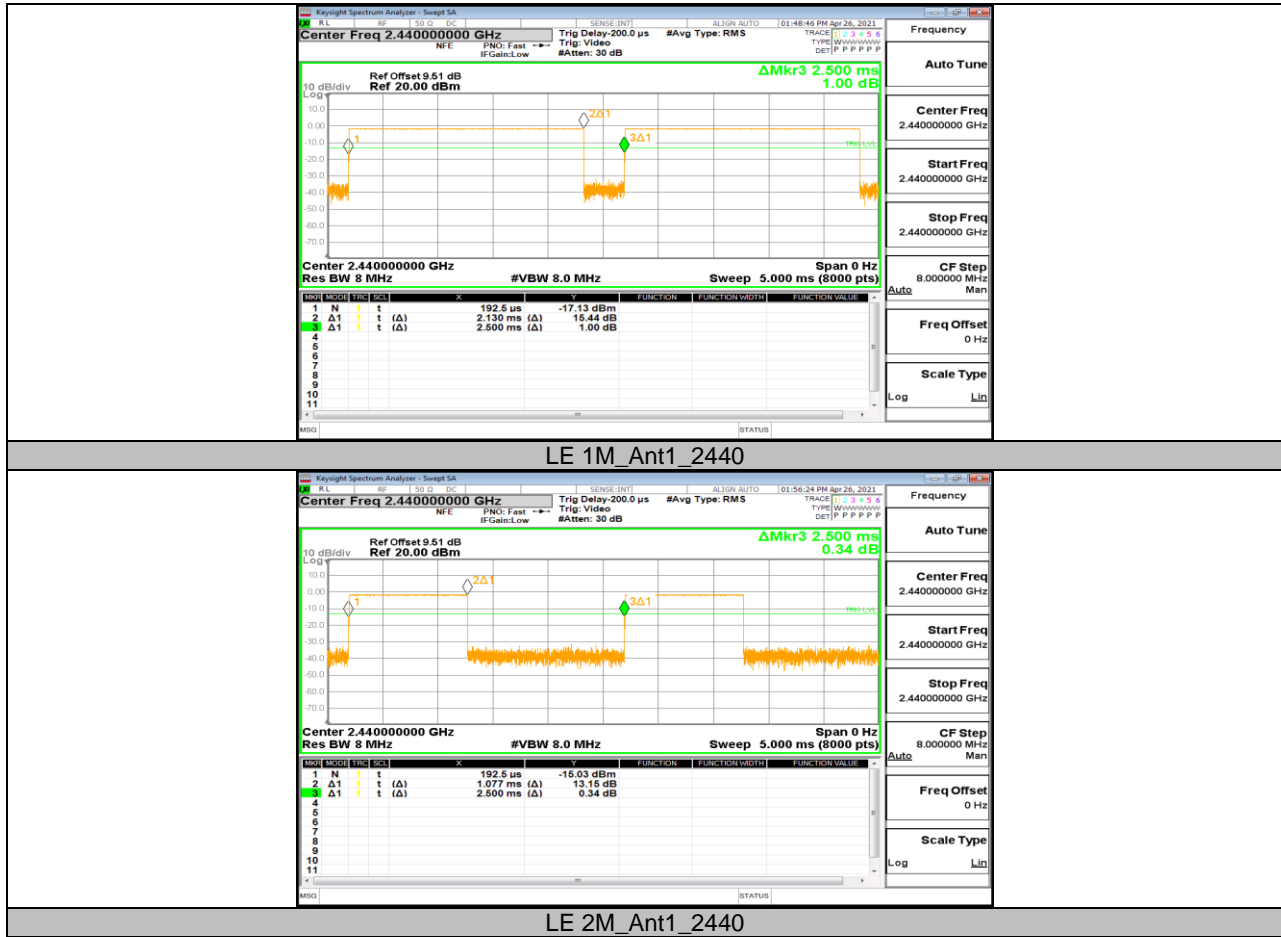 Keysight Spectrum Analyzer - Swept SA
RL RF 50 Ω DC SENSE:INT ALIGN AUTO 01:48:46 PM Apr 26, 2021
Center Freq 2.440000000 GHz
NFE PNO: Fast IFGain:Low
Trig Delay-200.0 µs #Avg Type: RMS
Trig: Video
#Atten: 30 dB
TRACE 1 2 3 4 5 6
TYPE WWWWWW
DET P P P P P P
Frequency
Ref Offset 9.51 dB
10 dB/div Ref 20.00 dBm
Log
ΔMkr3 2.500 ms
1.00 dB
10.0
0.00
-10.0
-20.0
-30.0
-40.0
-50.0
-60.0
-70.0
1
2Δ1
3Δ1
TRIG LVL
Center 2.440000000 GHz Span 0 Hz
Res BW 8 MHz #VBW 8.0 MHz Sweep 5.000 ms (8000 pts)
MKR MODE TRC SCL X Y FUNCTION FUNCTION WIDTH FUNCTION VALUE
1 N 1 t 192.5 µs -17.13 dBm
2 Δ1 1 t (Δ) 2.130 ms (Δ) 15.44 dB
3 Δ1 1 t (Δ) 2.500 ms (Δ) 1.00 dB
4
5
6
7
8
9
10
11
MSG STATUS
Auto Tune
Center Freq
2.440000000 GHz
Start Freq
2.440000000 GHz
Stop Freq
2.440000000 GHz
CF Step
8.000000 MHz
Auto Man
Freq Offset
0 Hz
Scale Type
Log Lin
LE 1M_Ant1_2440
Keysight Spectrum Analyzer - Swept SA
RL RF 50 Ω DC SENSE:INT ALIGN AUTO 01:56:24 PM Apr 26, 2021
Center Freq 2.440000000 GHz
NFE PNO: Fast IFGain:Low
Trig Delay-200.0 µs #Avg Type: RMS
Trig: Video
#Atten: 30 dB
TRACE 1 2 3 4 5 6
TYPE WWWWWW
DET P P P P P P
Frequency
Ref Offset 9.51 dB
10 dB/div Ref 20.00 dBm
Log
ΔMkr3 2.500 ms
0.34 dB
10.0
0.00
-10.0
-20.0
-30.0
-40.0
-50.0
-60.0
-70.0
1
2Δ1
3Δ1
TRIG LVL
Center 2.440000000 GHz Span 0 Hz
Res BW 8 MHz #VBW 8.0 MHz Sweep 5.000 ms (8000 pts)
MKR MODE TRC SCL X Y FUNCTION FUNCTION WIDTH FUNCTION VALUE
1 N 1 t 192.5 µs -15.03 dBm
2 Δ1 1 t (Δ) 1.077 ms (Δ) 13.15 dB
3 Δ1 1 t (Δ) 2.500 ms (Δ) 0.34 dB
4
5
6
7
8
9
10
11
MSG STATUS
Auto Tune
Center Freq
2.440000000 GHz
Start Freq
2.440000000 GHz
Stop Freq
2.440000000 GHz
CF Step
8.000000 MHz
Auto Man
Freq Offset
0 Hz
Scale Type
Log Lin
LE 2M_Ant1_2440